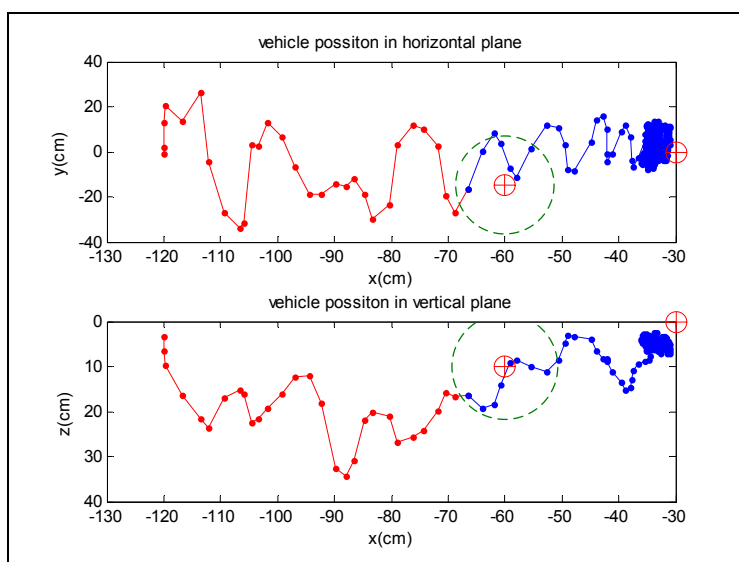 vehicle possiton in horizontal plane
40
20
0
-20
-40
y(cm)
-130 -120 -110 -100 -90 -80 -70 -60 -50 -40 -30
x(cm)
vehicle possiton in vertical plane
0
10
20
30
40
z(cm)
-130 -120 -110 -100 -90 -80 -70 -60 -50 -40 -30
x(cm)